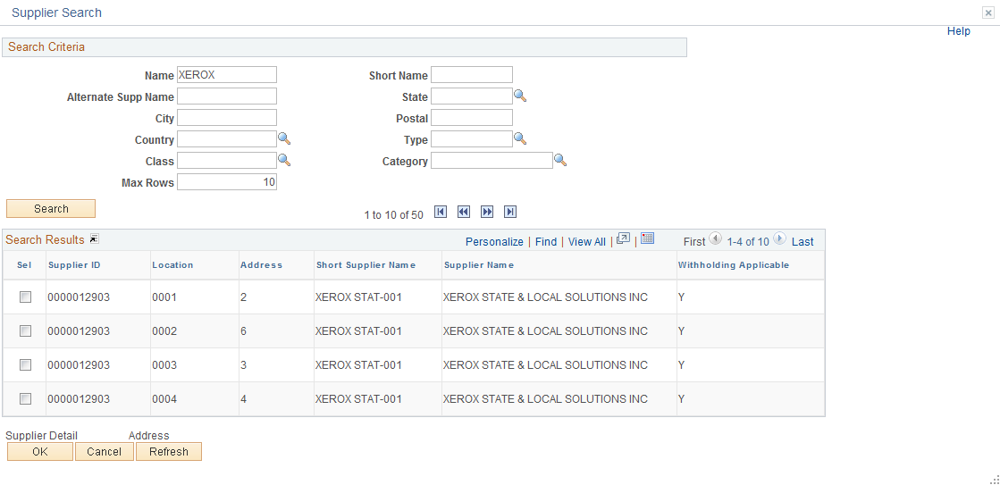 Supplier Search
Help
Search Criteria
Name XEROX Short Name
Alternate Supp Name State
City Postal
Country Type
Class Category
Max Rows 10
Search 1 to 10 of 50
Search Results Personalize | Find | View All | | First 1-4 of 10 Last
Sel Supplier ID Location Address Short Supplier Name Supplier Name Withholding Applicable
0000012903 0001 2 XEROX STAT-001 XEROX STATE & LOCAL SOLUTIONS INC Y
0000012903 0002 6 XEROX STAT-001 XEROX STATE & LOCAL SOLUTIONS INC Y
0000012903 0003 3 XEROX STAT-001 XEROX STATE & LOCAL SOLUTIONS INC Y
0000012903 0004 4 XEROX STAT-001 XEROX STATE & LOCAL SOLUTIONS INC Y
Supplier Detail Address
OK Cancel Refresh